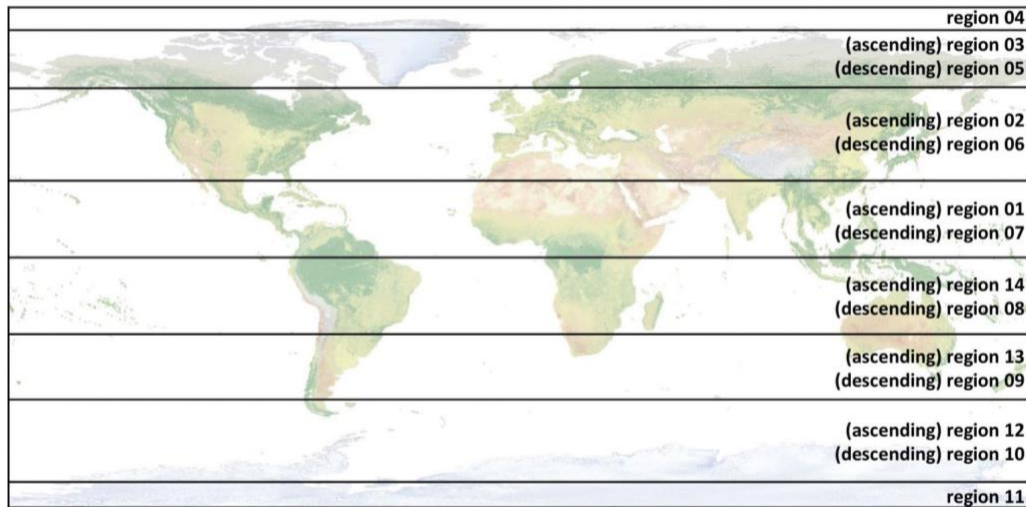 region 04
(ascending) region 03
(descending) region 05
(ascending) region 02
(descending) region 06
(ascending) region 01
(descending) region 07
(ascending) region 14
(descending) region 08
(ascending) region 13
(descending) region 09
(ascending) region 12
(descending) region 10
region 11